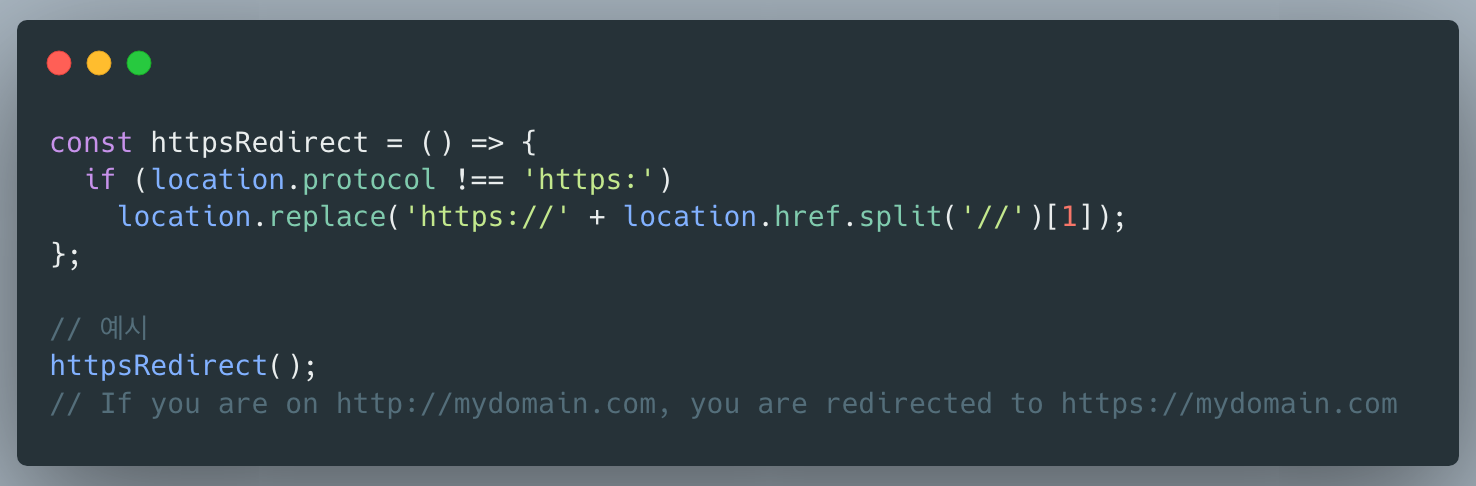 const httpsRedirect = () => {
  if (location.protocol !== 'https:')
    location.replace('https://' + location.href.split('//')[1]);
};
// 예시
httpsRedirect();
// If you are on http://mydomain.com, you are redirected to https://mydomain.com